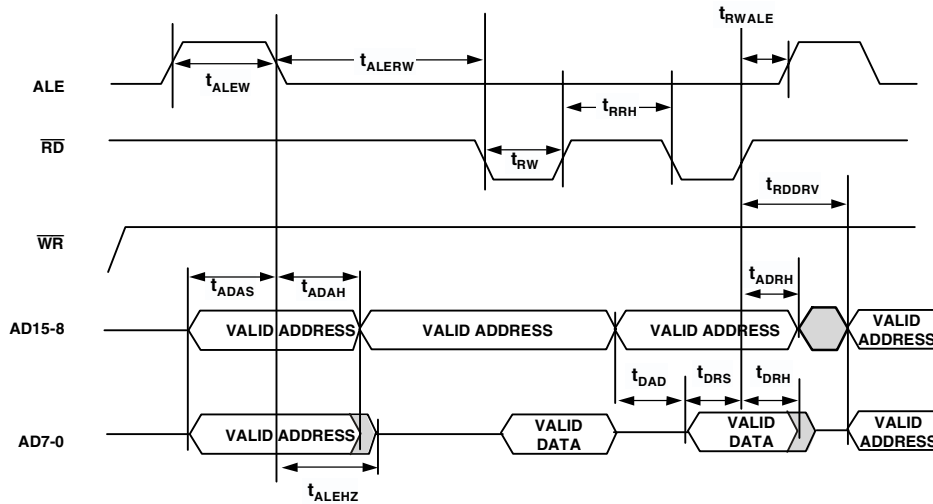 tRWALE
tALERW
tALEW
ALE
tRRH
RD
tRW
tRDDRV
WR
tADAS
tADAH
tADRH
AD15-8
VALID ADDRESS
VALID ADDRESS
VALID ADDRESS
VALID
ADDRESS
tDAD
tDRS
tDRH
AD7-0
VALID ADDRESS
VALID
DATA
VALID
DATA
VALID
ADDRESS
tALEHZ